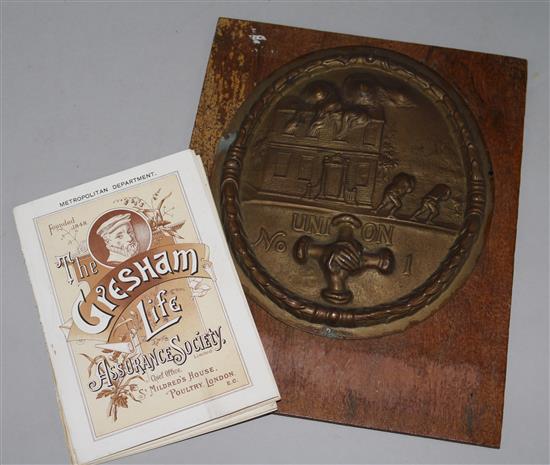 METROPOLITAN DEPARTMENT.
Founded 1848
The
Gresham
Life
Assurance Society,
LIMITED
Chief Office,
St MILDRED'S HOUSE,
POULTRY, LONDON.
E.C.
UNION
No 1